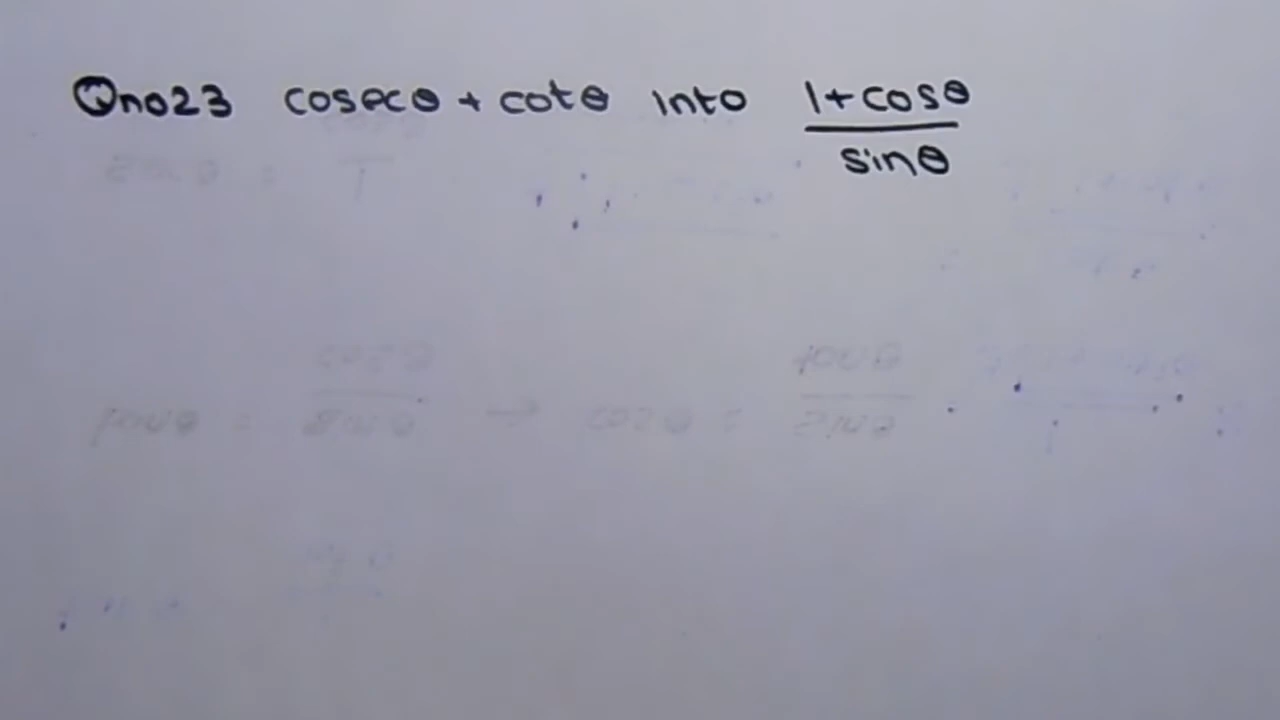 Qno23 cosecθ + cotθ into 1+cosθ
sinθ